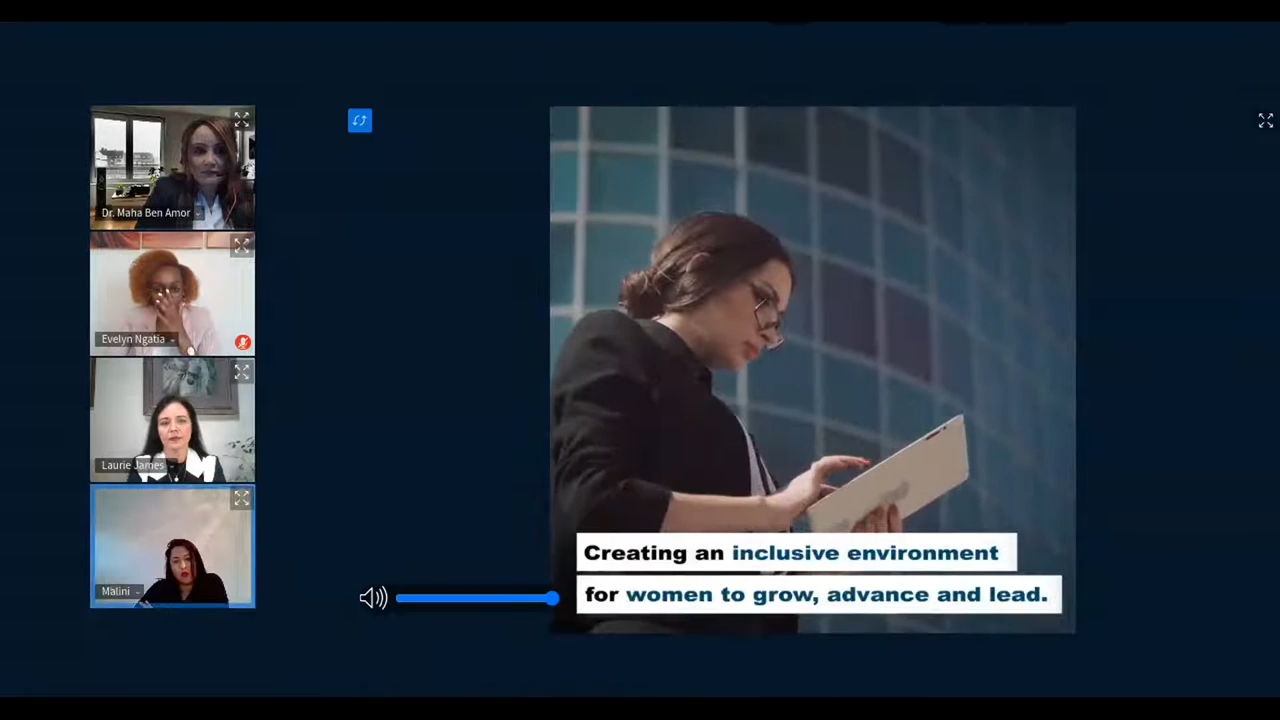 Dr. Maha Ben Amor
Evelyn Ngatia
Laurie James
Malini
Creating an inclusive environment
for women to grow, advance and lead.